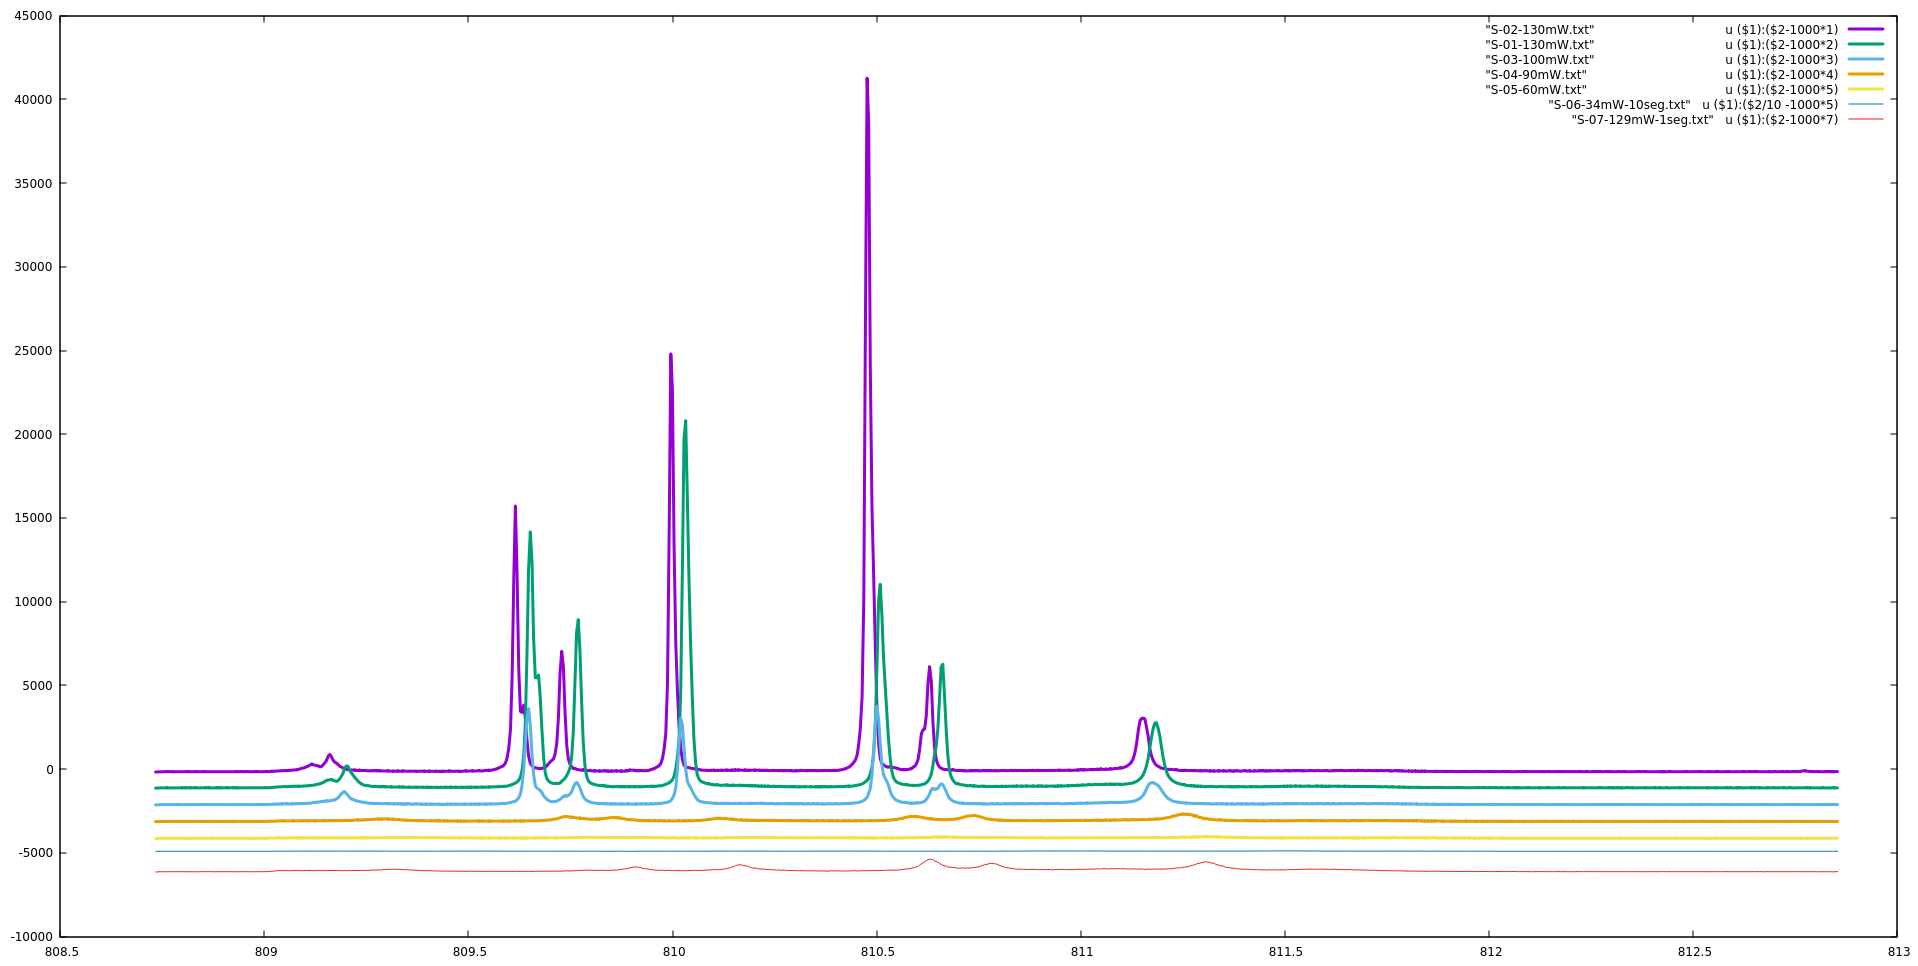 45000
40000
35000
30000
25000
20000
15000
10000
5000
0
-5000
-10000
808.5 809 809.5 810 810.5 811 811.5 812 812.5 813
"S-02-130mW.txt" u ($1):($2-1000*1)
"S-01-130mW.txt" u ($1):($2-1000*2)
"S-03-100mW.txt" u ($1):($2-1000*3)
"S-04-90mW.txt" u ($1):($2-1000*4)
"S-05-60mW.txt" u ($1):($2-1000*5)
"S-06-34mW-10seg.txt" u ($1):($2/10 -1000*5)
"S-07-129mW-1seg.txt" u ($1):($2-1000*7)